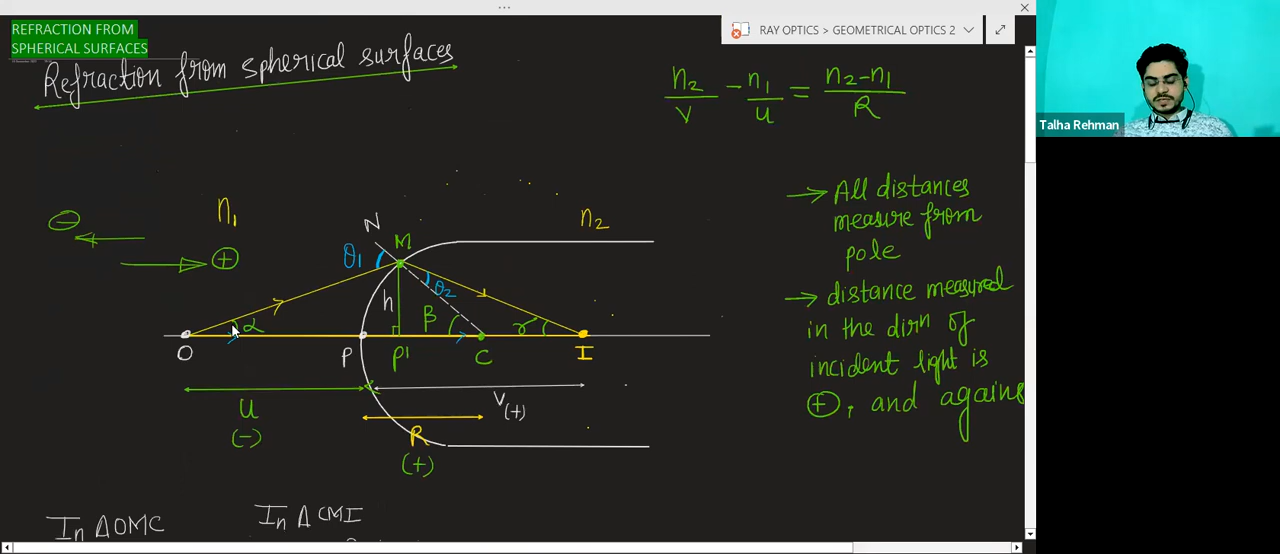 REFRACTION FROM
SPHERICAL SURFACES
RAY OPTICS > GEOMETRICAL OPTICS 2
Talha Rehman
Refraction from spherical surfaces
n2/v - n1/u = n2-n1/R
⊖
⊕
n1
n2
N
M
θ1
θ2
h
α
β
γ
O
P
P'
C
I
u
(-)
v(+)
R
(+)
→ All distances
measure from
pole
→ distance measured
in the dirn of
incident light is
⊕, and agains
In ΔOMC
In ΔCMI